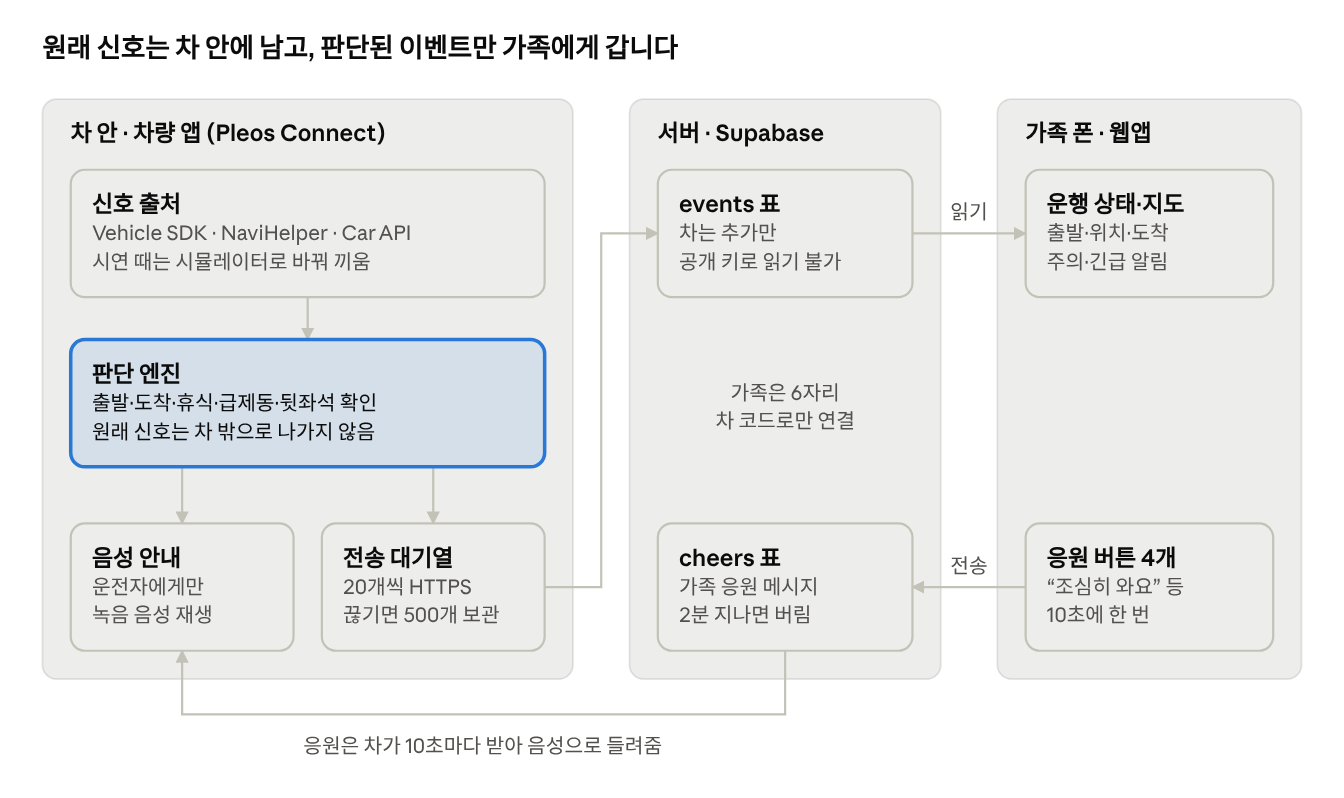 원래 신호는 차 안에 남고, 판단된 이벤트만 가족에게 갑니다
차 안 · 차량 앱 (Pleos Connect)
신호 출처
Vehicle SDK · NaviHelper · Car API
시연 때는 시뮬레이터로 바꿔 끼움
판단 엔진
출발·도착·휴식·급제동·뒷좌석 확인
원래 신호는 차 밖으로 나가지 않음
음성 안내
운전자에게만
녹음 음성 재생
전송 대기열
20개씩 HTTPS
끊기면 500개 보관
서버 · Supabase
events 표
차는 추가만
공개 키로 읽기 불가
가족은 6자리
차 코드로만 연결
cheers 표
가족 응원 메시지
2분 지나면 버림
읽기
전송
가족 폰 · 웹앱
운행 상태·지도
출발·위치·도착
주의·긴급 알림
응원 버튼 4개
“조심히 와요” 등
10초에 한 번
응원은 차가 10초마다 받아 음성으로 들려줌